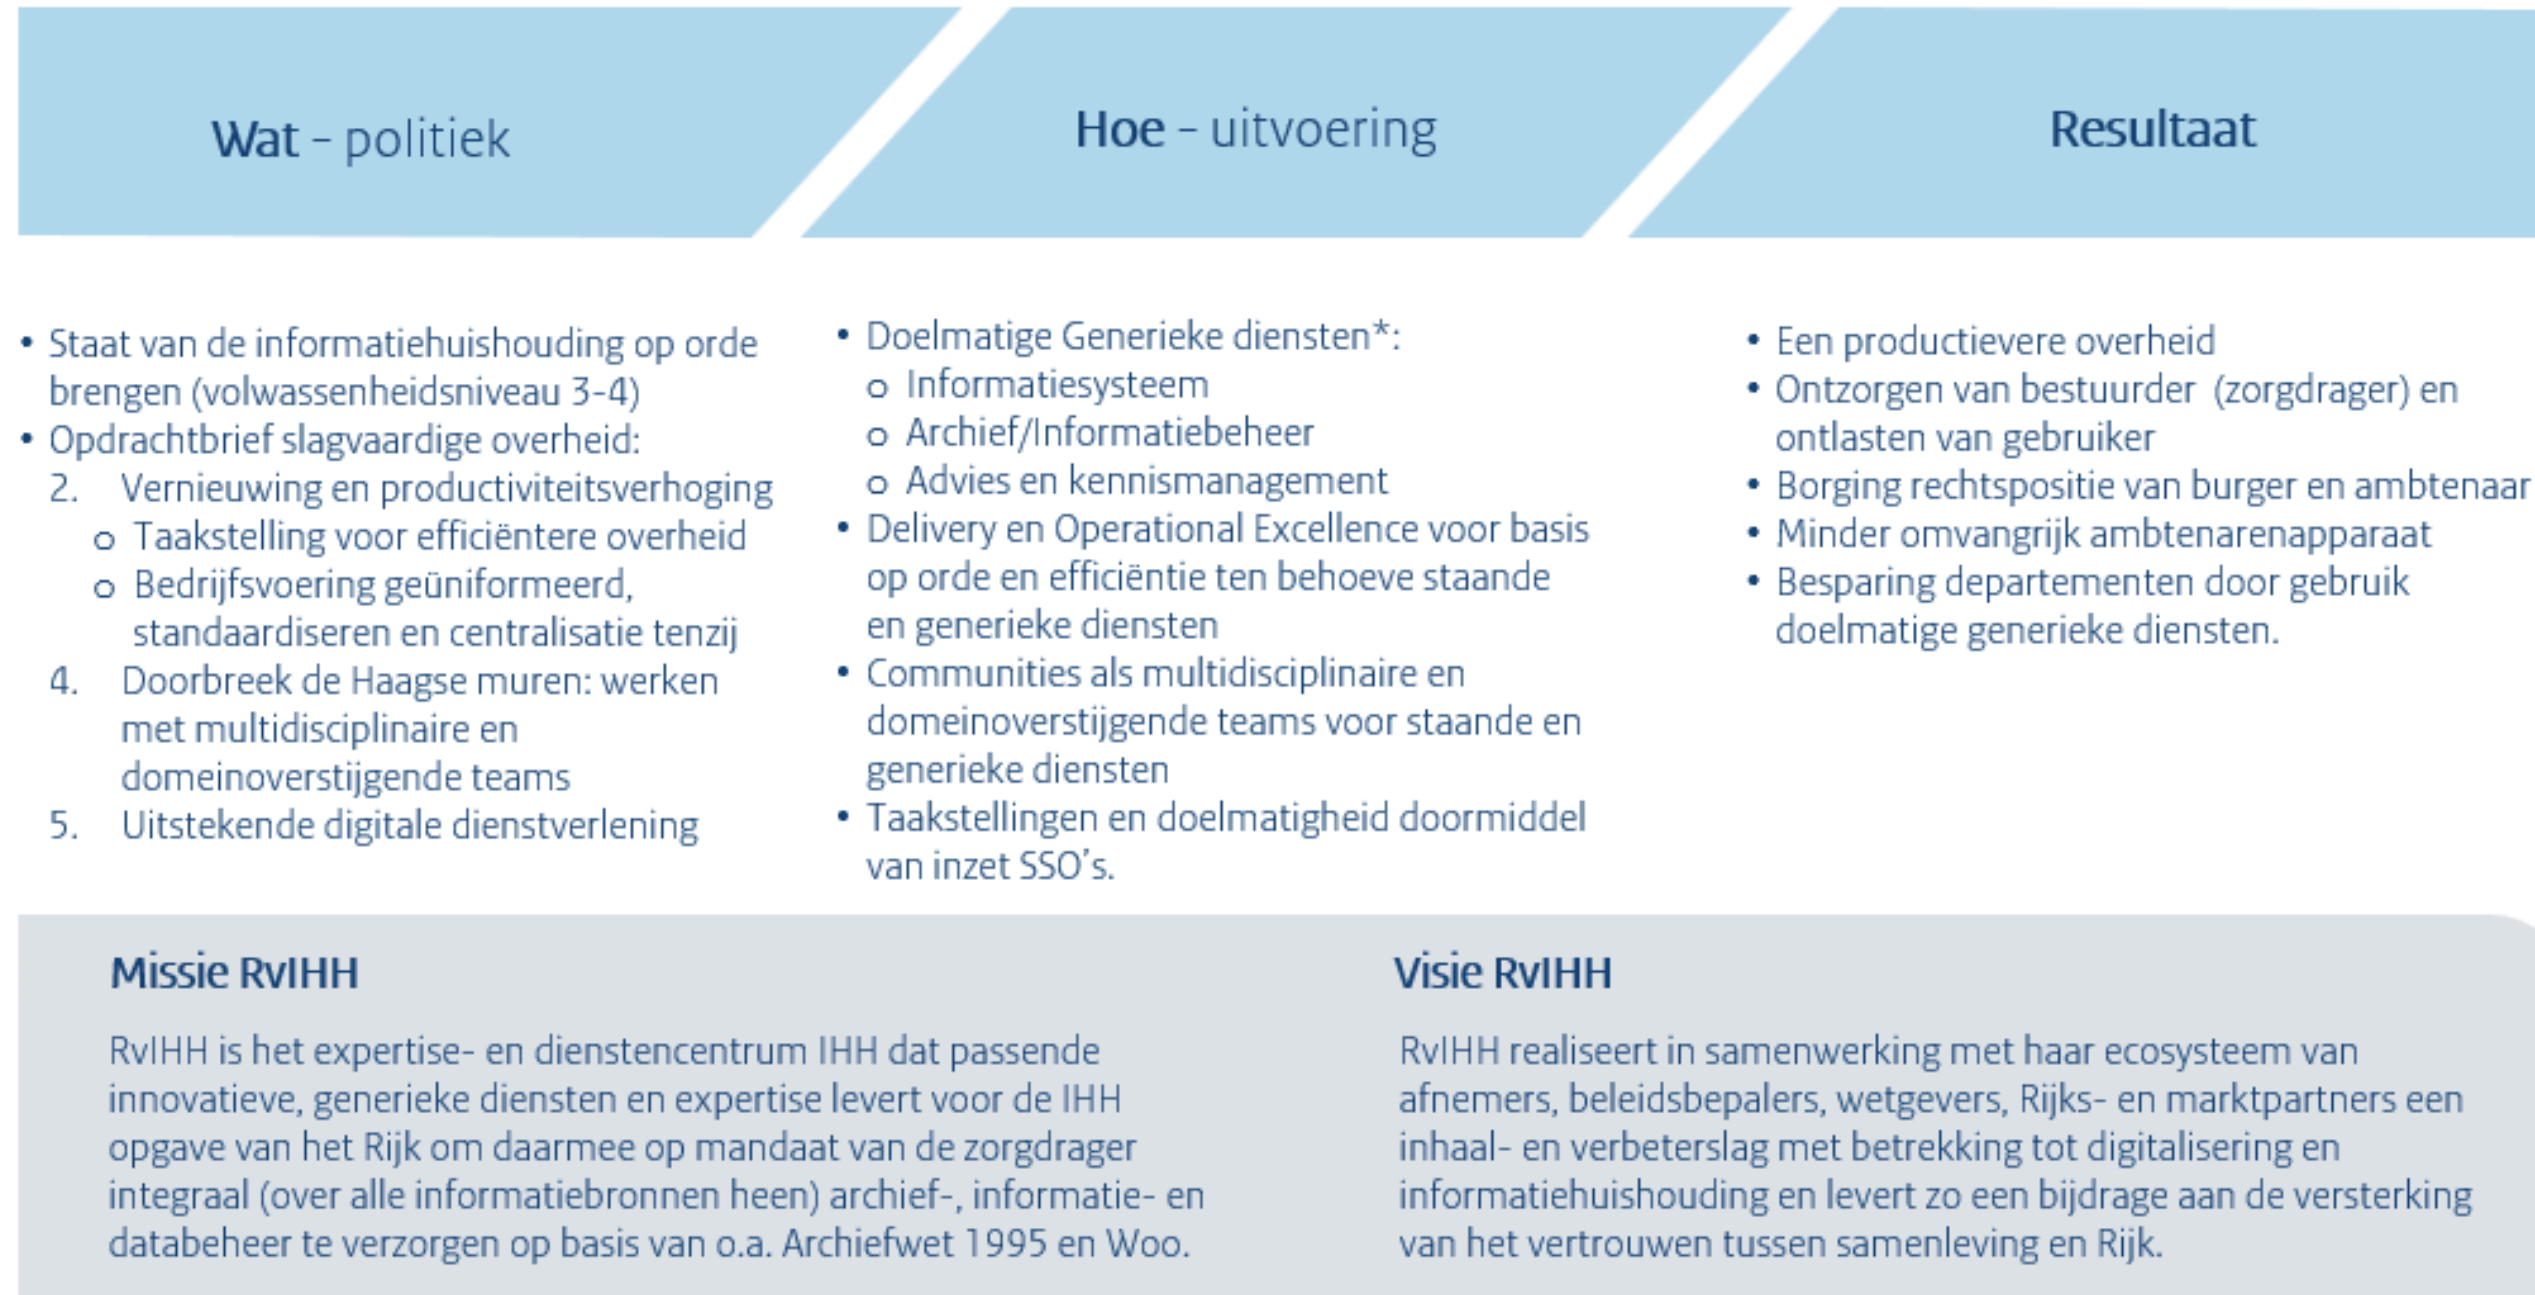 Wat – politiek
Hoe – uitvoering
Resultaat
• Staat van de informatiehuishouding op orde
brengen (volwassenheidsniveau 3-4)
• Opdrachtbrief slagvaardige overheid:
2. Vernieuwing en productiviteitsverhoging
o Taakstelling voor efficiëntere overheid
o Bedrijfsvoering geüniformeerd,
standaardiseren en centralisatie tenzij
4. Doorbreek de Haagse muren: werken
met multidisciplinaire en
domeinoverstijgende teams
5. Uitstekende digitale dienstverlening
• Doelmatige Generieke diensten*:
o Informatiesysteem
o Archief/Informatiebeheer
o Advies en kennismanagement
• Delivery en Operational Excellence voor basis
op orde en efficiëntie ten behoeve staande
en generieke diensten
• Communities als multidisciplinaire en
domeinoverstijgende teams voor staande en
generieke diensten
• Taakstellingen en doelmatigheid doormiddel
van inzet SSO's.
• Een productievere overheid
• Ontzorgen van bestuurder (zorgdrager) en
ontlasten van gebruiker
• Borging rechtspositie van burger en ambtenaar
• Minder omvangrijk ambtenarenapparaat
• Besparing departementen door gebruik
doelmatige generieke diensten.
Missie RvIHH
RvIHH is het expertise- en dienstencentrum IHH dat passende
innovatieve, generieke diensten en expertise levert voor de IHH
opgave van het Rijk om daarmee op mandaat van de zorgdrager
integraal (over alle informatiebronnen heen) archief-, informatie- en
databeheer te verzorgen op basis van o.a. Archiefwet 1995 en Woo.
Visie RvIHH
RvIHH realiseert in samenwerking met haar ecosysteem van
afnemers, beleidsbepalers, wetgevers, Rijks- en marktpartners een
inhaal- en verbeterslag met betrekking tot digitalisering en
informatiehuishouding en levert zo een bijdrage aan de versterking
van het vertrouwen tussen samenleving en Rijk.